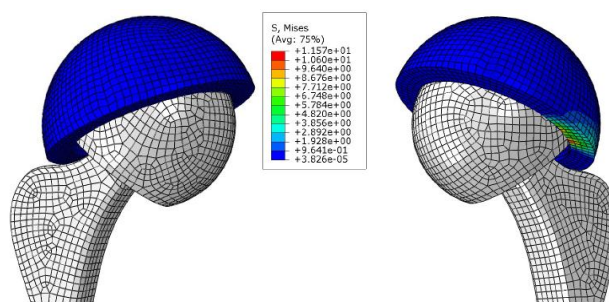 S, Mises
(Avg: 75%)
+1.157e+01
+1.060e+01
+9.640e+00
+8.676e+00
+7.712e+00
+6.748e+00
+5.784e+00
+4.820e+00
+3.856e+00
+2.892e+00
+1.928e+00
+9.641e-01
+3.826e-05